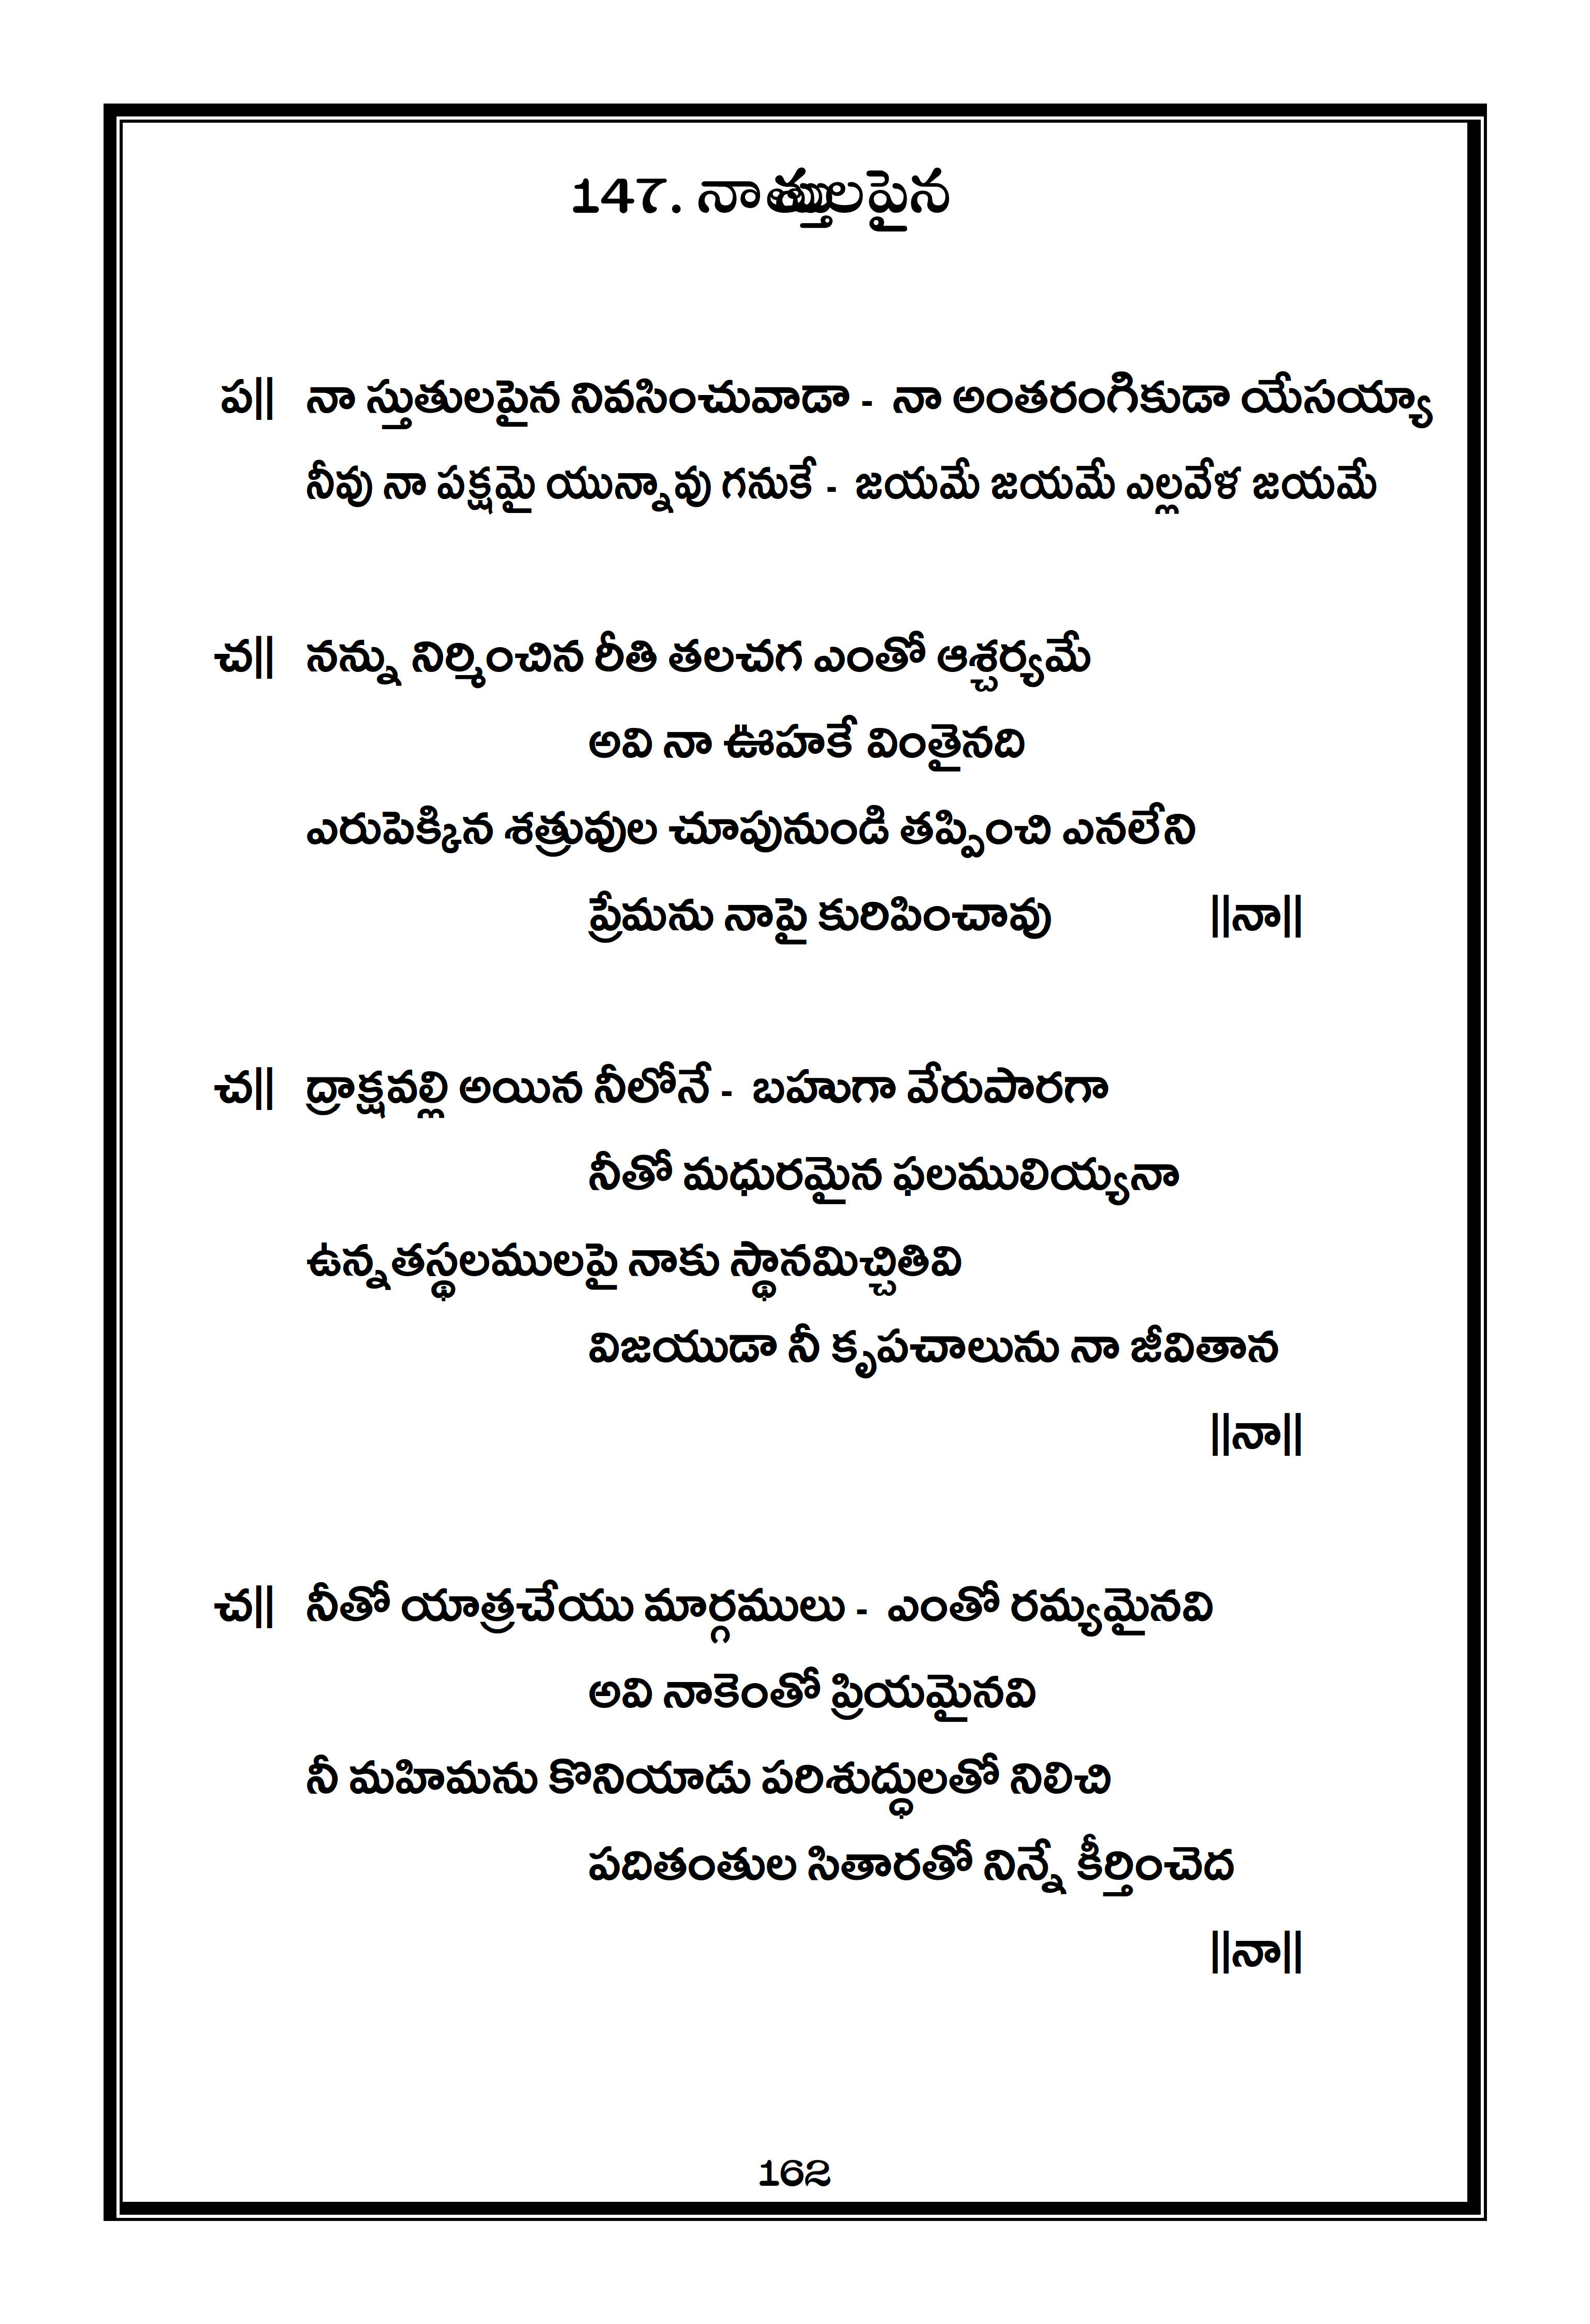 147. నా స్తుతులపైన
ప|| నా స్తుతులపైన నివసించువాడా - నా అంతరంగికుడా యేసయ్యా
నీవు నా పక్షమై యున్నావు గనుకే - జయమే జయమే ఎల్లవేళ జయమే
చ|| నన్ను నిర్మించిన రీతి తలచగ ఎంతో ఆశ్చర్యమే
అవి నా ఊహకే వింతైనది
ఎరుపెక్కిన శత్రువుల చూపునుండి తప్పించి ఎనలేని
ప్రేమను నాపై కురిపించావు ||నా||
చ|| ద్రాక్షవల్లి అయిన నీలోనే - బహుగా వేరుపారగా
నీతో మధురమైన ఫలములియ్యనా
ఉన్నతస్థలములపై నాకు స్థానమిచ్చితివి
విజయుడా నీ కృపచాలును నా జీవితాన
||నా||
చ|| నీతో యాత్రచేయు మార్గములు - ఎంతో రమ్యమైనవి
అవి నాకెంతో ప్రియమైనవి
నీ మహిమను కొనియాడు పరిశుద్ధులతో నిలిచి
పదితంతుల సితారతో నిన్నే కీర్తించెద
||నా||
162